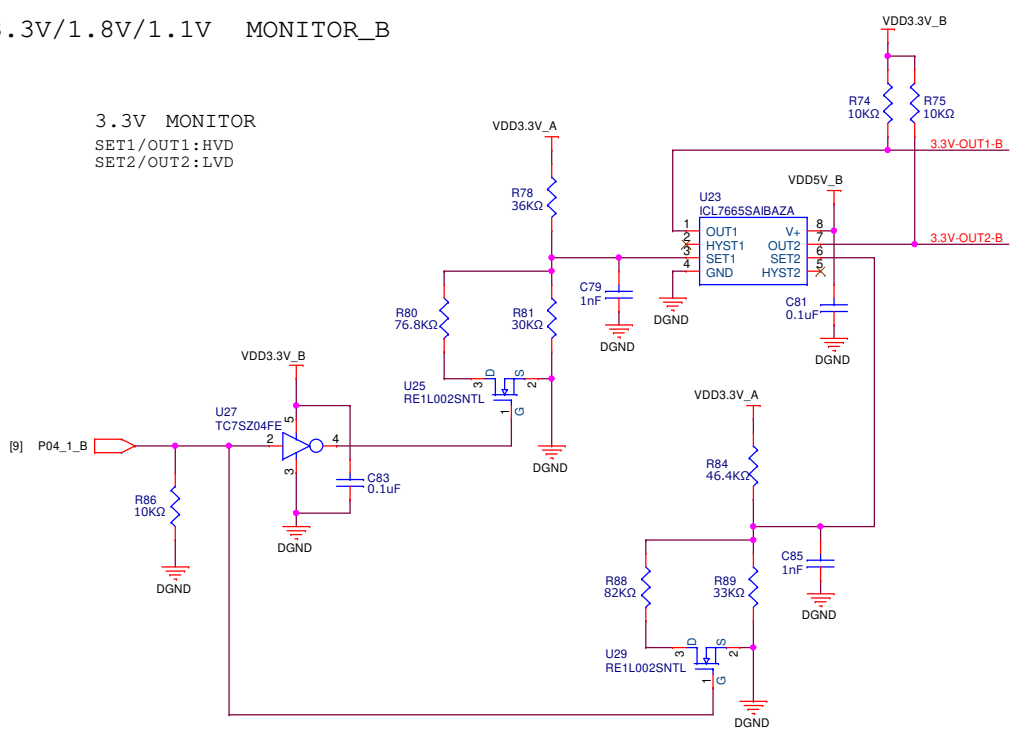 3.3V/1.8V/1.1V MONITOR_B
3.3V MONITOR
SET1/OUT1:HVD
SET2/OUT2:LVD
VDD3.3V_B
R74
10KΩ
R75
10KΩ
3.3V-OUT1-B
VDD3.3V_A
R78
36KΩ
VDD5V_B
U23
ICL7665SAIBAZA
1 OUT1
2 HYST1
3 SET1
4 GND
V+ 8
OUT2 7
SET2 6
HYST2 5
3.3V-OUT2-B
C79
1nF
DGND
DGND
C81
0.1uF
DGND
R80
76.8KΩ
R81
30KΩ
U25
RE1L002SNTL
3 D
S 2
1 G
DGND
VDD3.3V_B
U27
TC7SZ04FE
5
2
4
3
C83
0.1uF
DGND
[9] P04_1_B
R86
10KΩ
DGND
VDD3.3V_A
R84
46.4KΩ
C85
1nF
DGND
R88
82KΩ
R89
33KΩ
U29
RE1L002SNTL
3 D
S 2
1 G
DGND